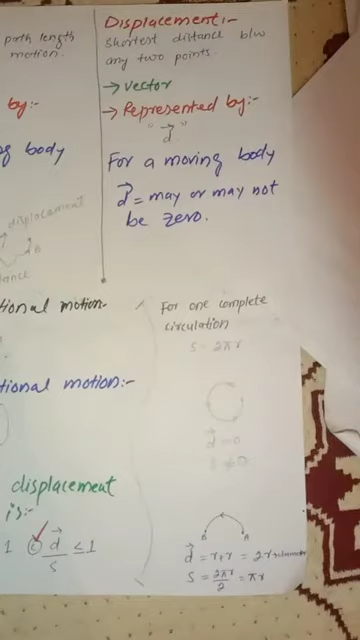 path length
motion.
by:-
body
displacement
tional motion-
tional motion:-
displacement
is:-
1 (c) d⃗/S ≤ 1
Displacement:-
shortest distance b/w
any two points.
→ vector
→ Represented by:-
"d⃗"
For a moving body
d⃗ = may or may not
be zero.
For one complete
circulation
S = 2πr
d⃗ = 0
S ≠ 0
B A
d⃗ = r+r = 2r
S = 2πr/2 = πr